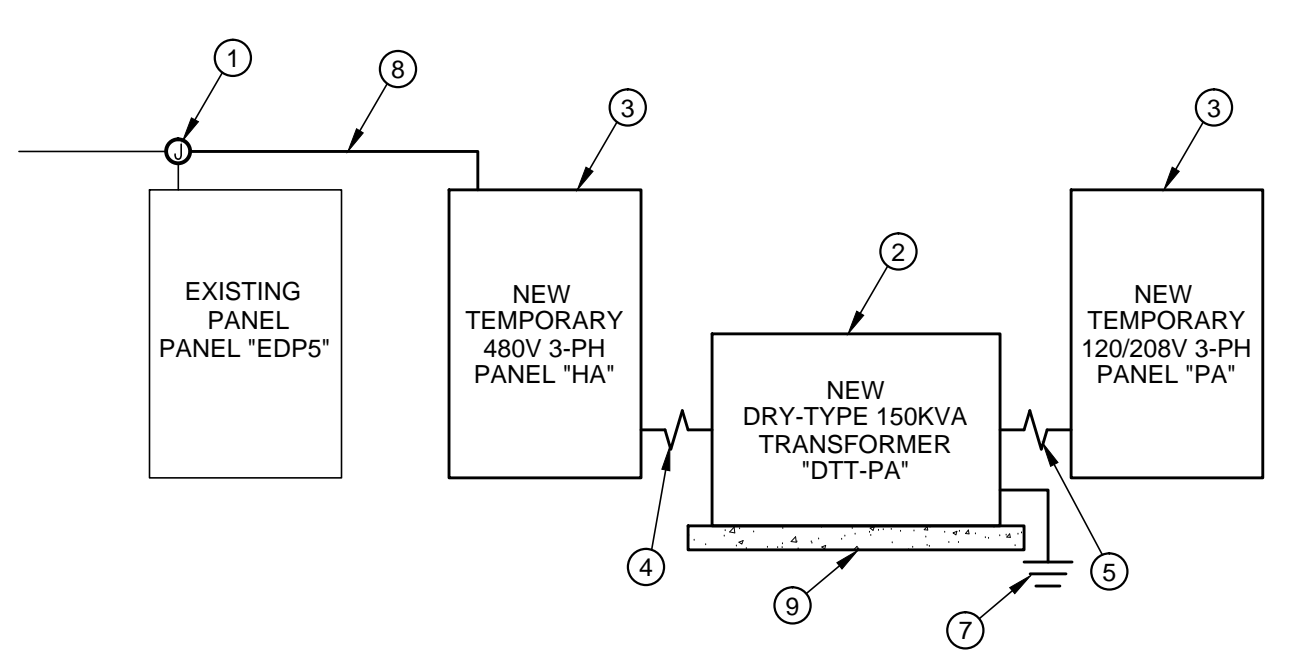 1
8
3
3
J
2
EXISTING
PANEL
PANEL "EDP5"
NEW
TEMPORARY
480V 3-PH
PANEL "HA"
NEW
DRY-TYPE 150KVA
TRANSFORMER
"DTT-PA"
NEW
TEMPORARY
120/208V 3-PH
PANEL "PA"
4
9
7
5